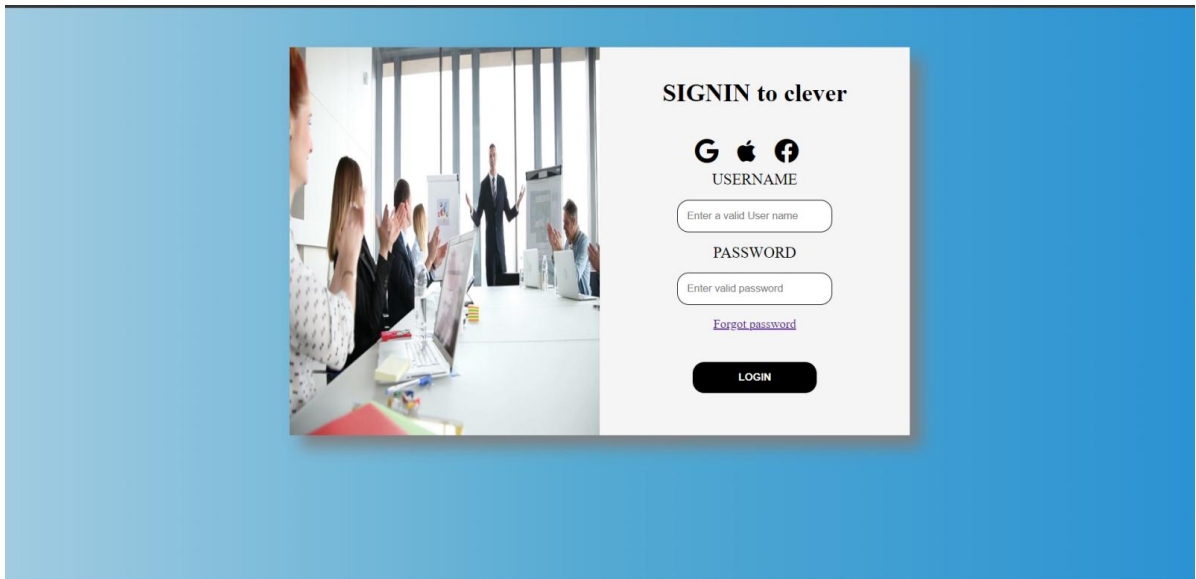 SIGNIN to clever
USERNAME
Enter a valid User name
PASSWORD
Enter valid password
Forgot password
LOGIN